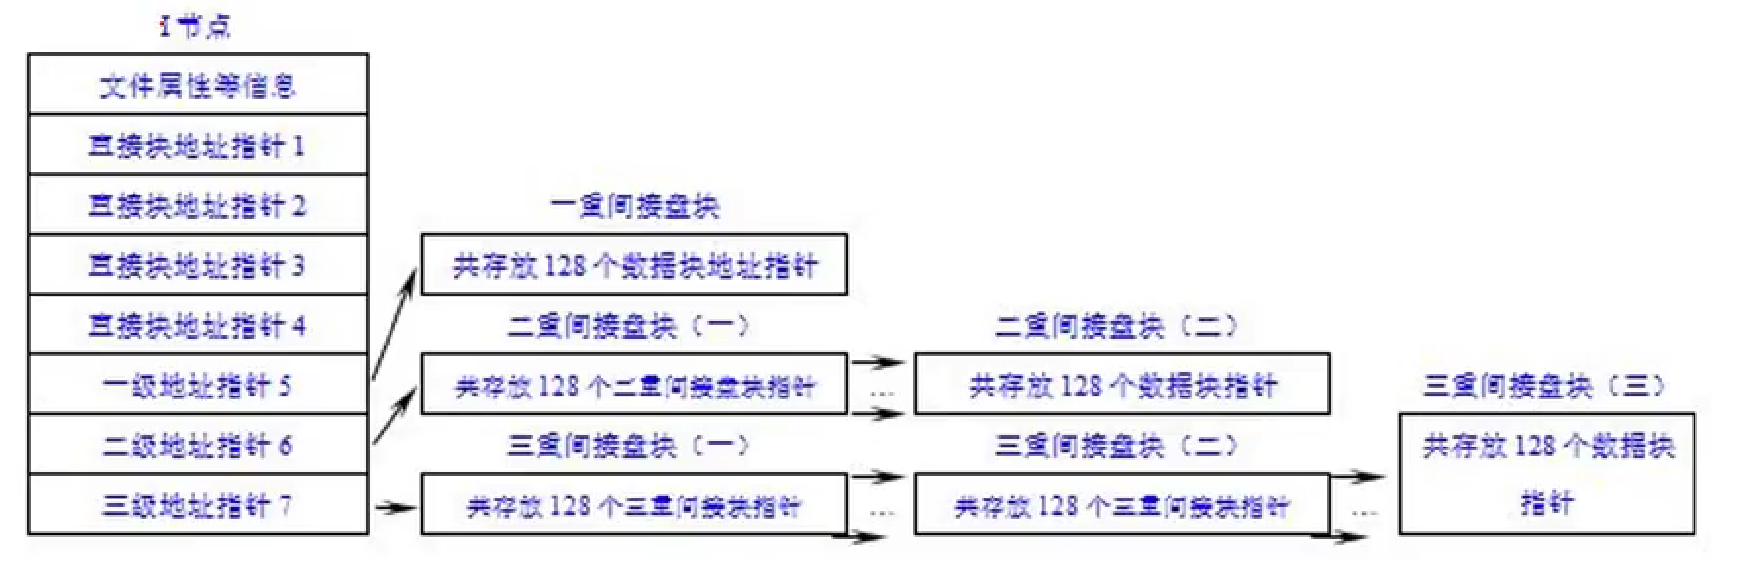 I 节点
文件属性等信息
直接块地址指针 1
直接块地址指针 2
直接块地址指针 3
直接块地址指针 4
一级地址指针 5
二级地址指针 6
三级地址指针 7
一重间接盘块
共存放 128 个数据块地址指针
二重间接盘块（一）
共存放 128 个二重间接盘块指针
…
二重间接盘块（二）
共存放 128 个数据块指针
三重间接盘块（一）
共存放 128 个三重间接块指针
…
三重间接盘块（二）
共存放 128 个三重间接块指针
…
三重间接盘块（三）
共存放 128 个数据块
指针